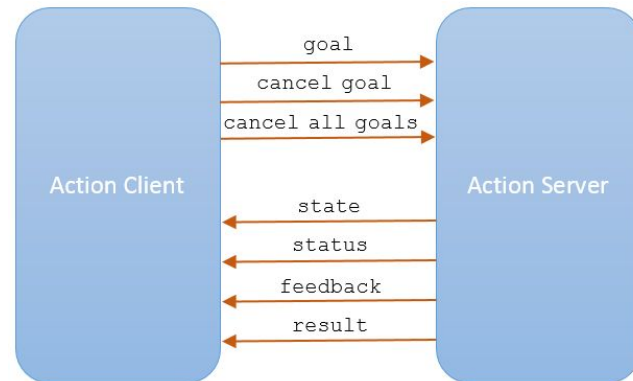 goal
cancel goal
cancel all goals
Action Client
Action Server
state
status
feedback
result